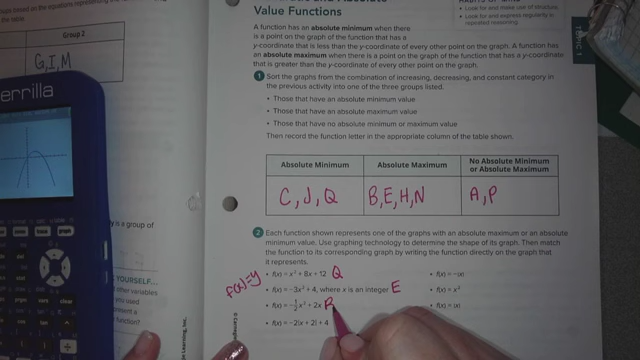 Value Functions
A function has an absolute minimum when there
is a point on the graph of the function that has a
y-coordinate that is less than the y-coordinate of every other point on the graph. A function has
an absolute maximum when there is a point on the graph of the function that has a y-coordinate
that is greater than the y-coordinate of every other point on the graph.
• Look for and make use of structure.
• Look for and express regularity in
repeated reasoning.
TOPIC 1
1 Sort the graphs from the combination of increasing, decreasing, and constant category in
the previous activity into one of the three groups listed.
• Those that have an absolute minimum value
• Those that have an absolute maximum value
• Those that have no absolute minimum or maximum value
Then record the function letter in the appropriate column of the table shown.
Absolute Minimum
Absolute Maximum
No Absolute Minimum
or Absolute Maximum
C, J, Q
B, E, H, N
A, P
2 Each function shown represents one of the graphs with an absolute maximum or an absolute
minimum value. Use graphing technology to determine the shape of its graph. Then match
the function to its corresponding graph by writing the function directly on the graph that
it represents.
f(x)=y
• f(x) = x² + 8x + 12 Q
• f(x) = −3x² + 4, where x is an integer E
• f(x) = −½x² + 2x
• f(x) = −2|x + 2| + 4
• f(x) = −|x|
• f(x) = x²
• f(x) = |x|
the table.
Group 2
G, I, M
errilla
y is a group of
YOURSELF...
other variables
you used
function?